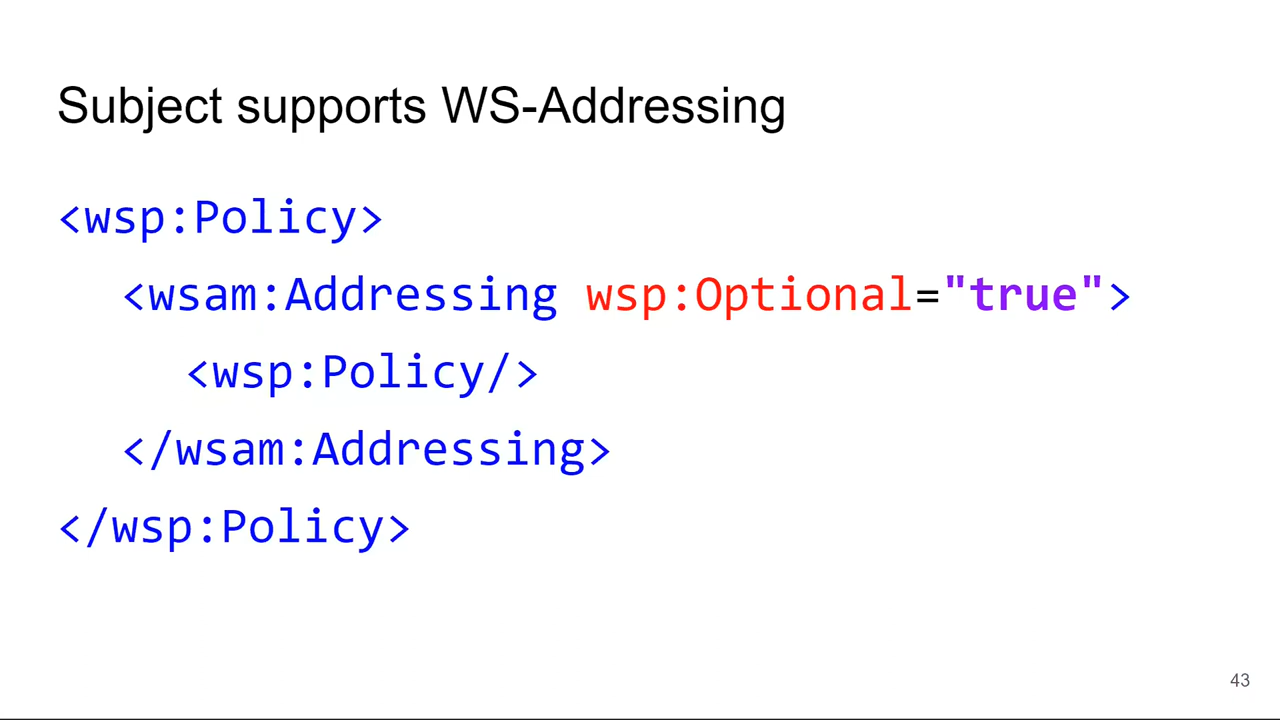 Subject supports WS-Addressing
<wsp:Policy>
<wsam:Addressing wsp:Optional="true">
<wsp:Policy/>
</wsam:Addressing>
</wsp:Policy>
43